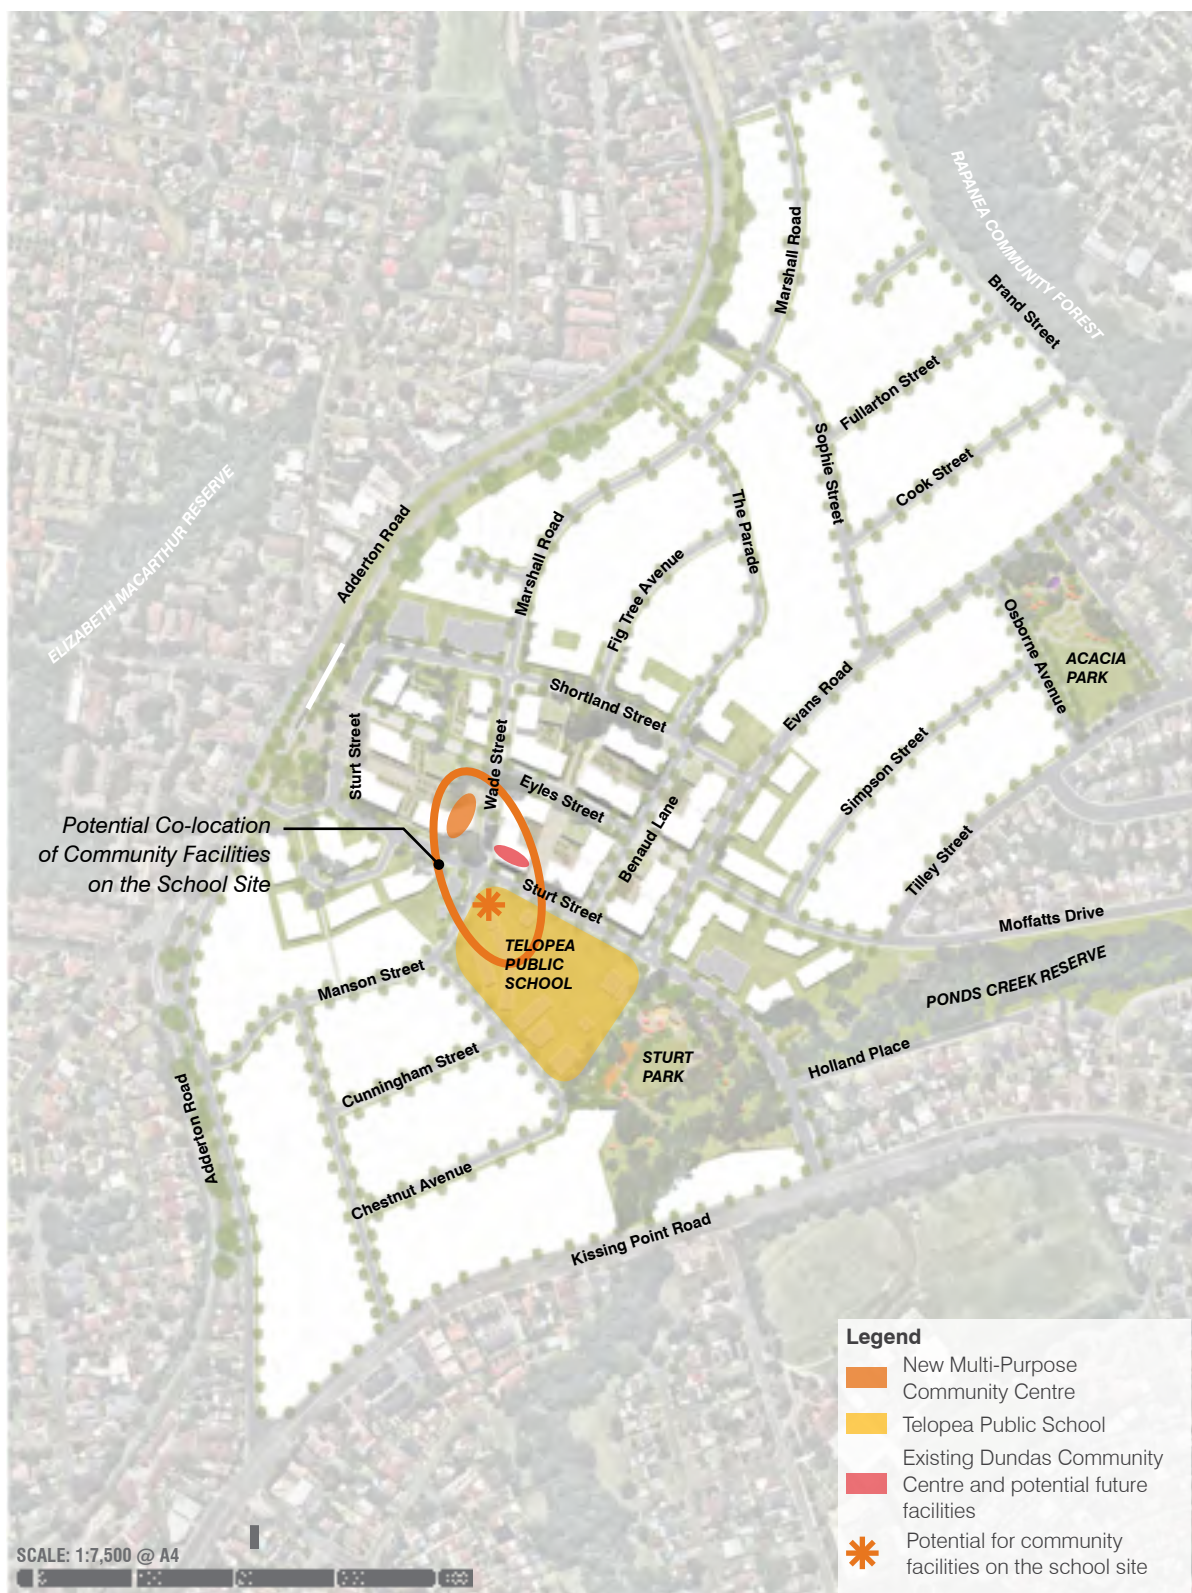 RAPANEA COMMUNITY FOREST
Marshall Road
Brand Street
Fullarton Street
Sophie Street
Cook Street
ELIZABETH MACARTHUR RESERVE
Adderton Road
Marshall Road
The Parade
Fig Tree Avenue
Osborne Avenue
ACACIA
PARK
Shortland Street
Evans Road
Sturt Street
Wade Street
Eyles Street
Simpson Street
Benaud Lane
Tilley Street
Potential Co-location
of Community Facilities
on the School Site
Sturt Street
Moffatts Drive
TELOPEA
PUBLIC
SCHOOL
Manson Street
PONDS CREEK RESERVE
Holland Place
STURT
PARK
Cunningham Street
Adderton Road
Chestnut Avenue
Kissing Point Road
Legend
New Multi-Purpose
Community Centre
Telopea Public School
Existing Dundas Community
Centre and potential future
facilities
Potential for community
facilities on the school site
SCALE: 1:7,500 @ A4